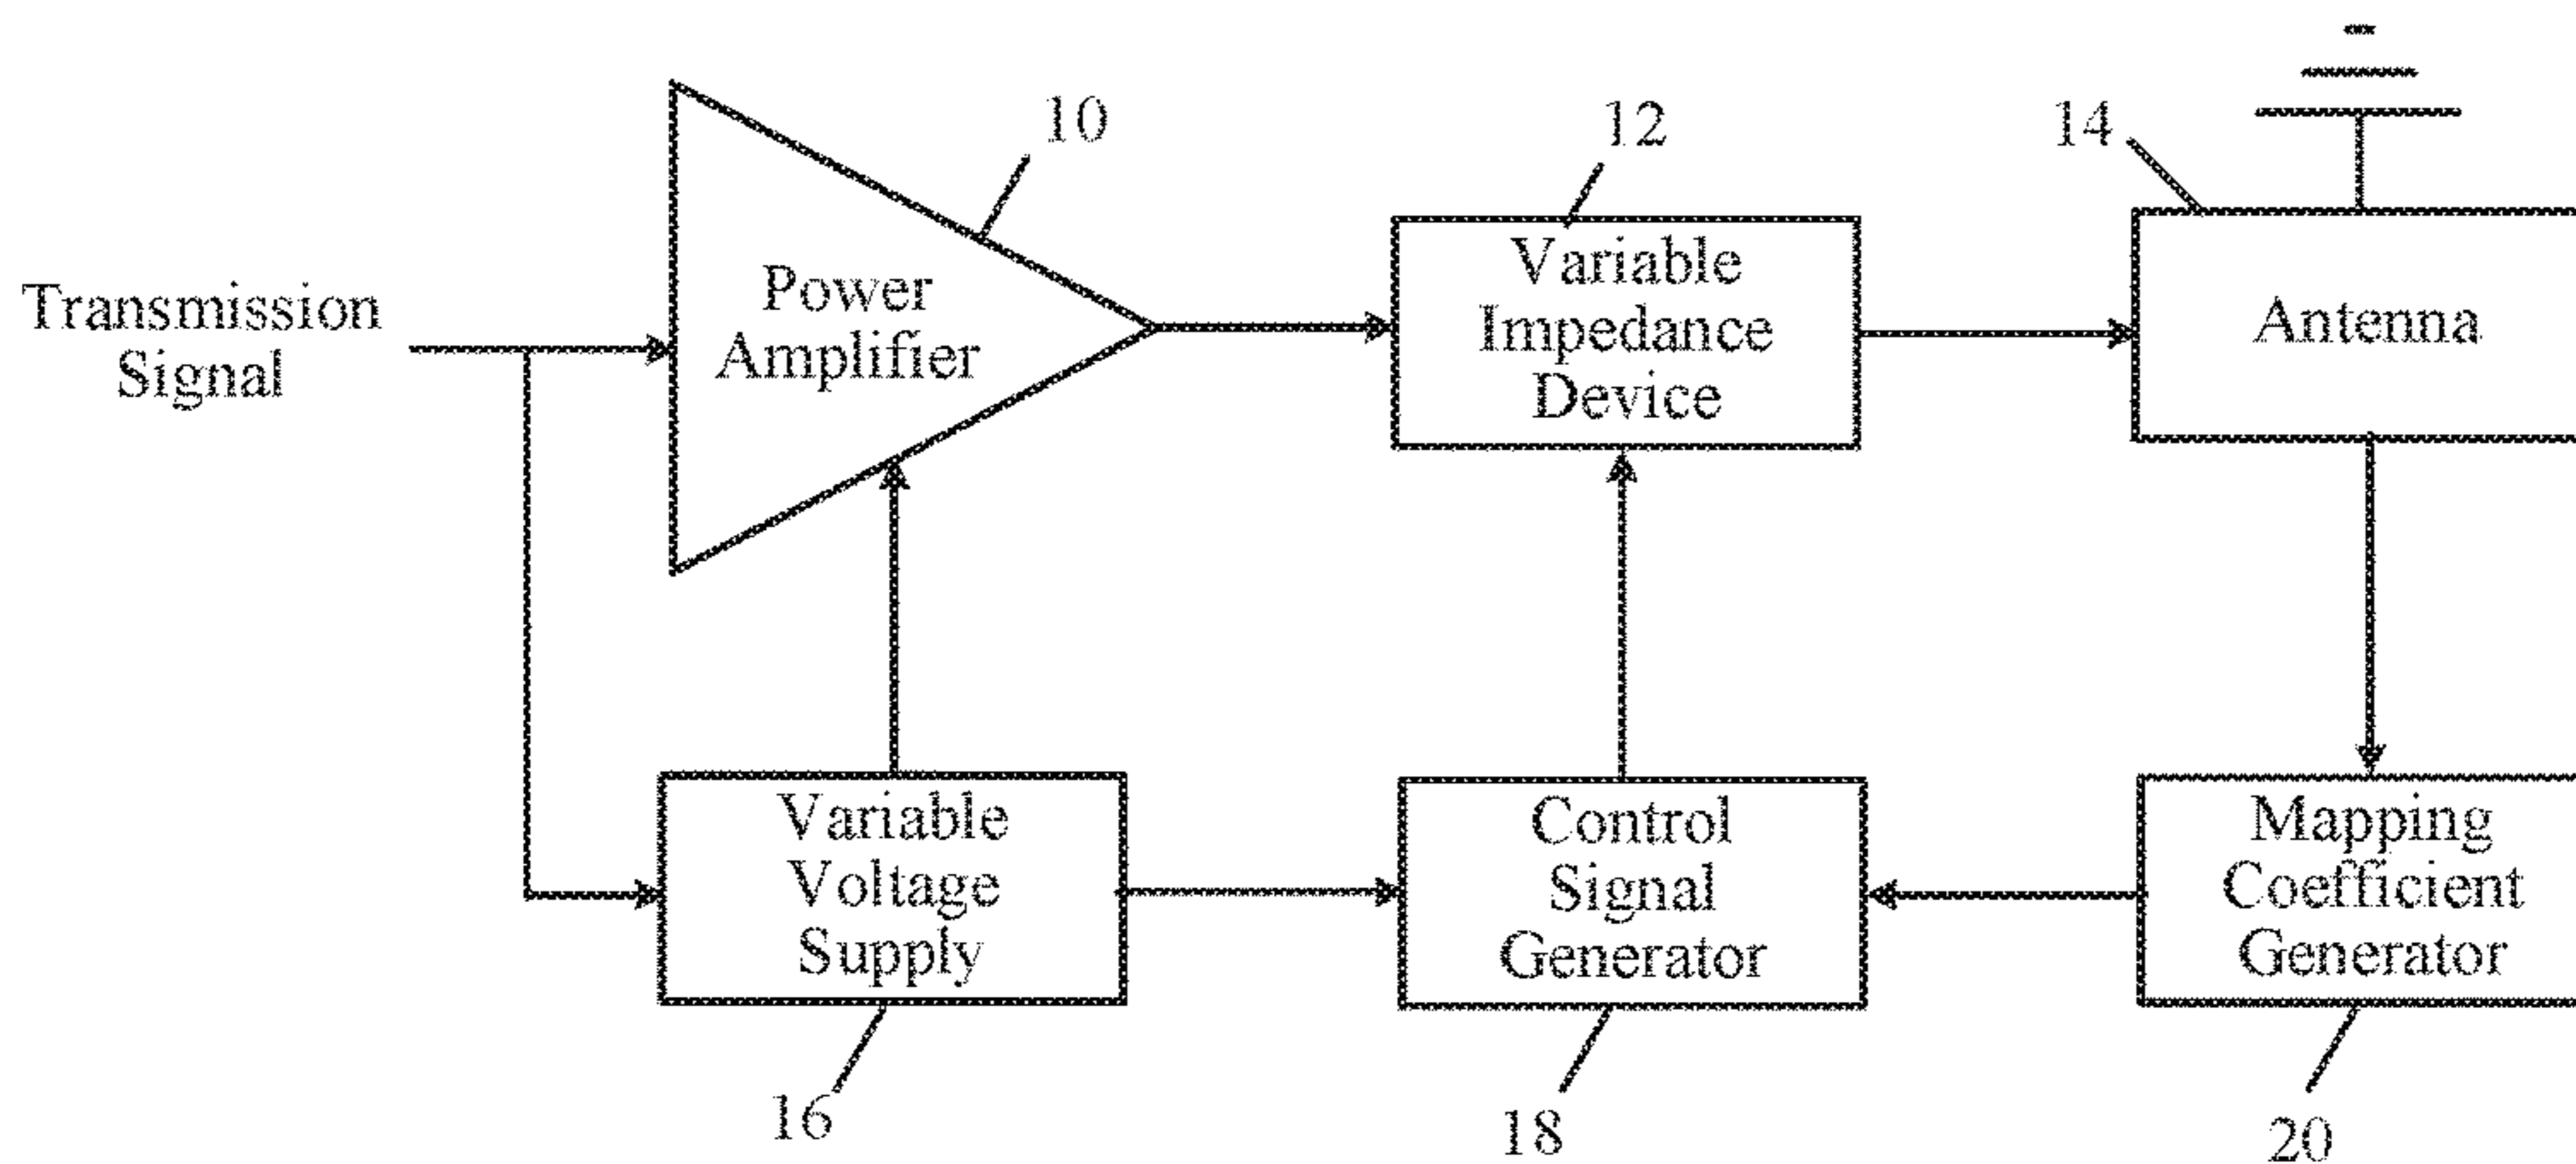 10
12
14
Transmission
Signal
Power
Amplifier
Variable
Impedance
Device
Antenna
Variable
Voltage
Supply
Control
Signal
Generator
Mapping
Coefficient
Generator
16
18
20